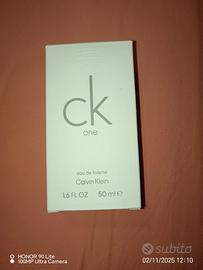 ck
one
eau de toilette
Calvin Klein
1.6 FL OZ 50 ml e
HONOR 90 Lite
100MP Ultra Camera
subito
02/11/2025 12:10